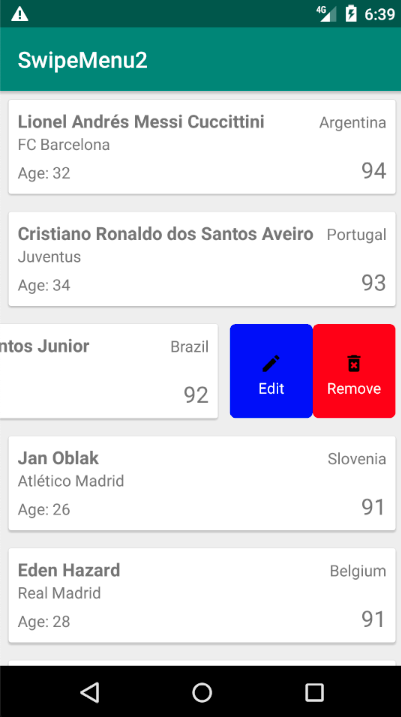 4G 6:39
SwipeMenu2
Lionel Andrés Messi Cuccittini Argentina
FC Barcelona
Age: 32 94
Cristiano Ronaldo dos Santos Aveiro Portugal
Juventus
Age: 34 93
ntos Junior Brazil
92
Edit Remove
Jan Oblak Slovenia
Atlético Madrid
Age: 26 91
Eden Hazard Belgium
Real Madrid
Age: 28 91